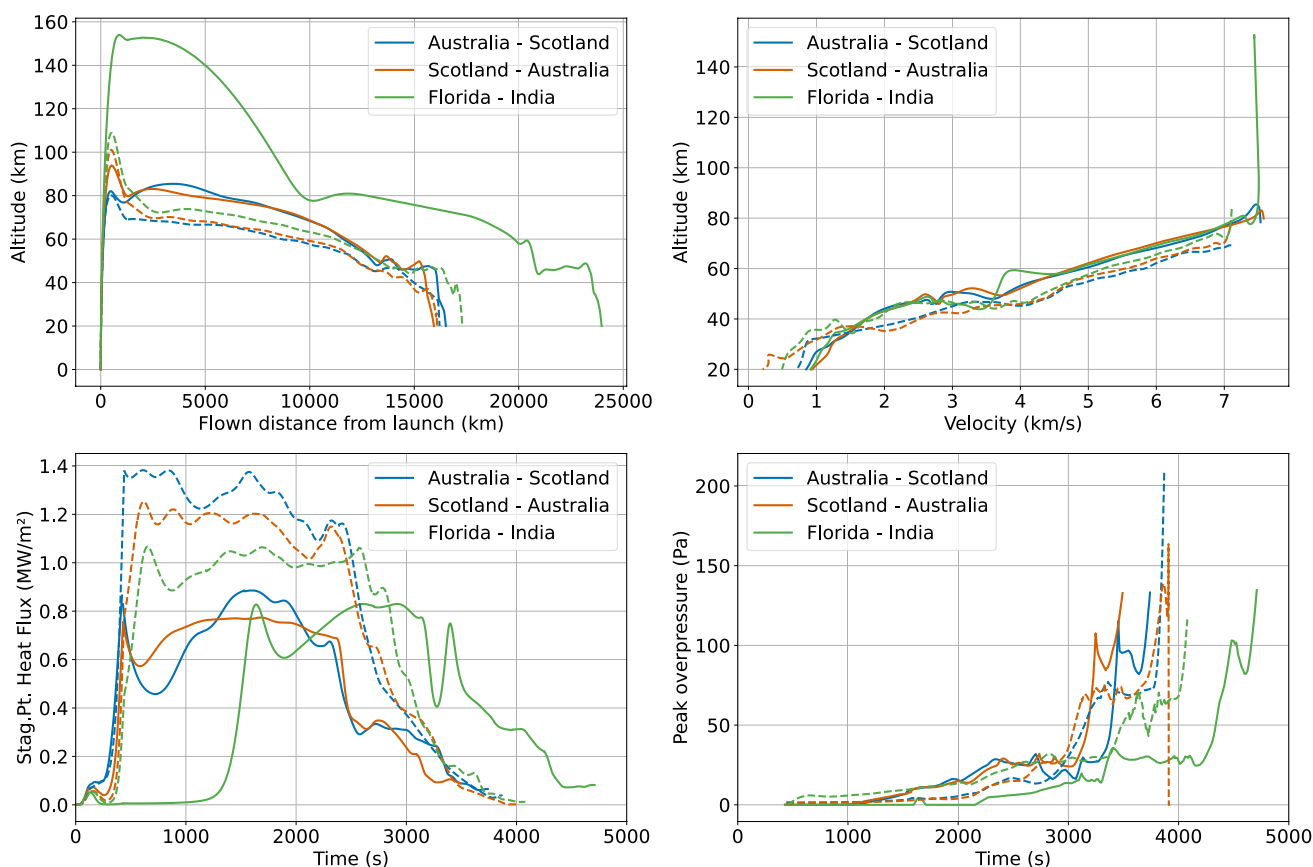 160
140
120
100
80
60
40
20
0
Altitude (km)
0 5000 10000 15000 20000 25000
Flown distance from launch (km)
Australia - Scotland
Scotland - Australia
Florida - India
140
120
100
80
60
40
20
Altitude (km)
0 1 2 3 4 5 6 7
Velocity (km/s)
Australia - Scotland
Scotland - Australia
Florida - India
1.4
1.2
1.0
0.8
0.6
0.4
0.2
0.0
Stag.Pt. Heat Flux (MW/m²)
0 1000 2000 3000 4000 5000
Time (s)
Australia - Scotland
Scotland - Australia
Florida - India
200
150
100
50
0
Peak overpressure (Pa)
0 1000 2000 3000 4000 5000
Time (s)
Australia - Scotland
Scotland - Australia
Florida - India